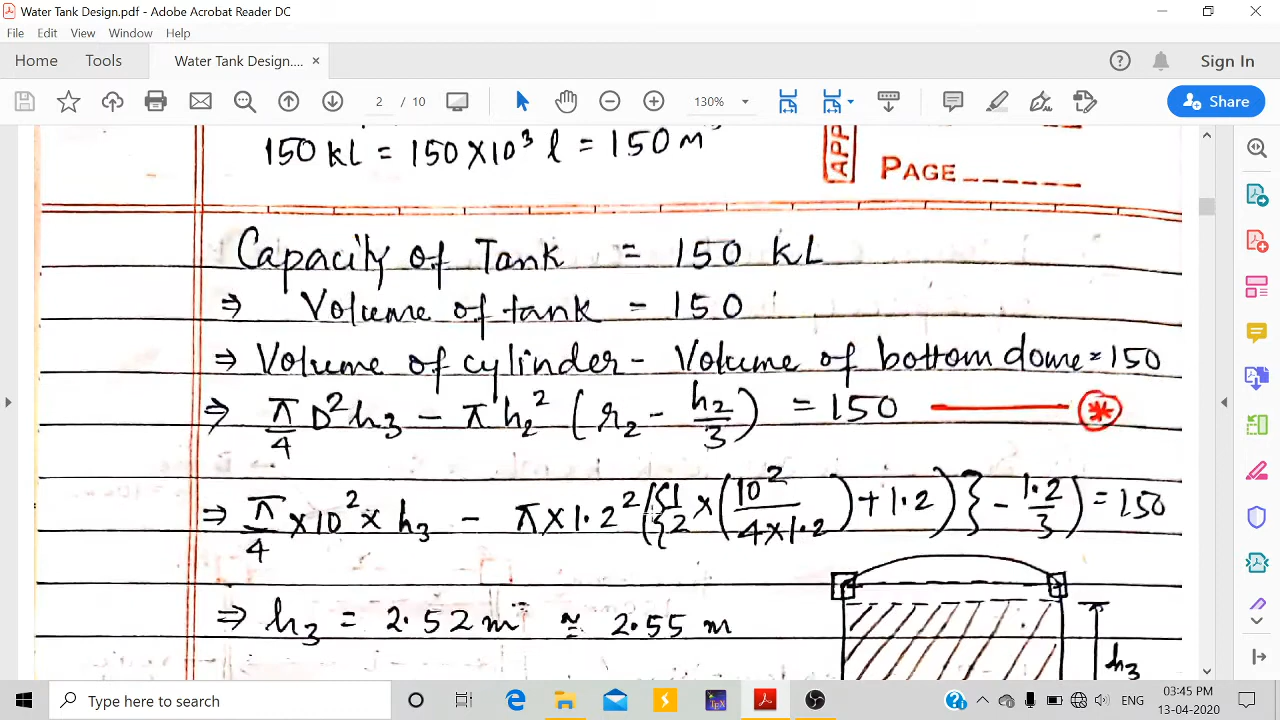 Water Tank Design.pdf - Adobe Acrobat Reader DC
File Edit View Window Help
Home Tools Water Tank Design.... × Sign In
2 / 10 130% Share
150 kl = 150 X10³ l = 150 m³
APP
PAGE
Capacity of Tank = 150 KL
⇒ Volume of tank = 150
⇒ Volume of cylinder - Volume of bottom dome = 150
⇒ π/4 D² h₃ - π h₂² (r₂ - h₂/3) = 150 *
⇒ π/4 ×10² × h₃ - π×1.2² ({1/2 × (10²/4×1.2) + 1.2)} - 1.2/3) = 150
⇒ h₃ = 2.52 m ≈ 2.55 m
h₃
Type here to search
ENG 03:45 PM
13-04-2020